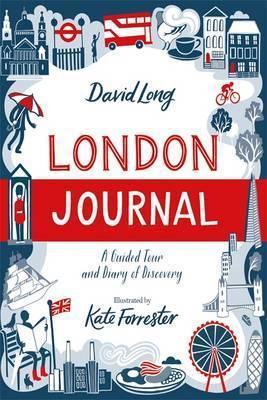 David Long
LONDON
JOURNAL
A Guided Tour
and Diary of Discovery
Illustrated by
Kate Forrester